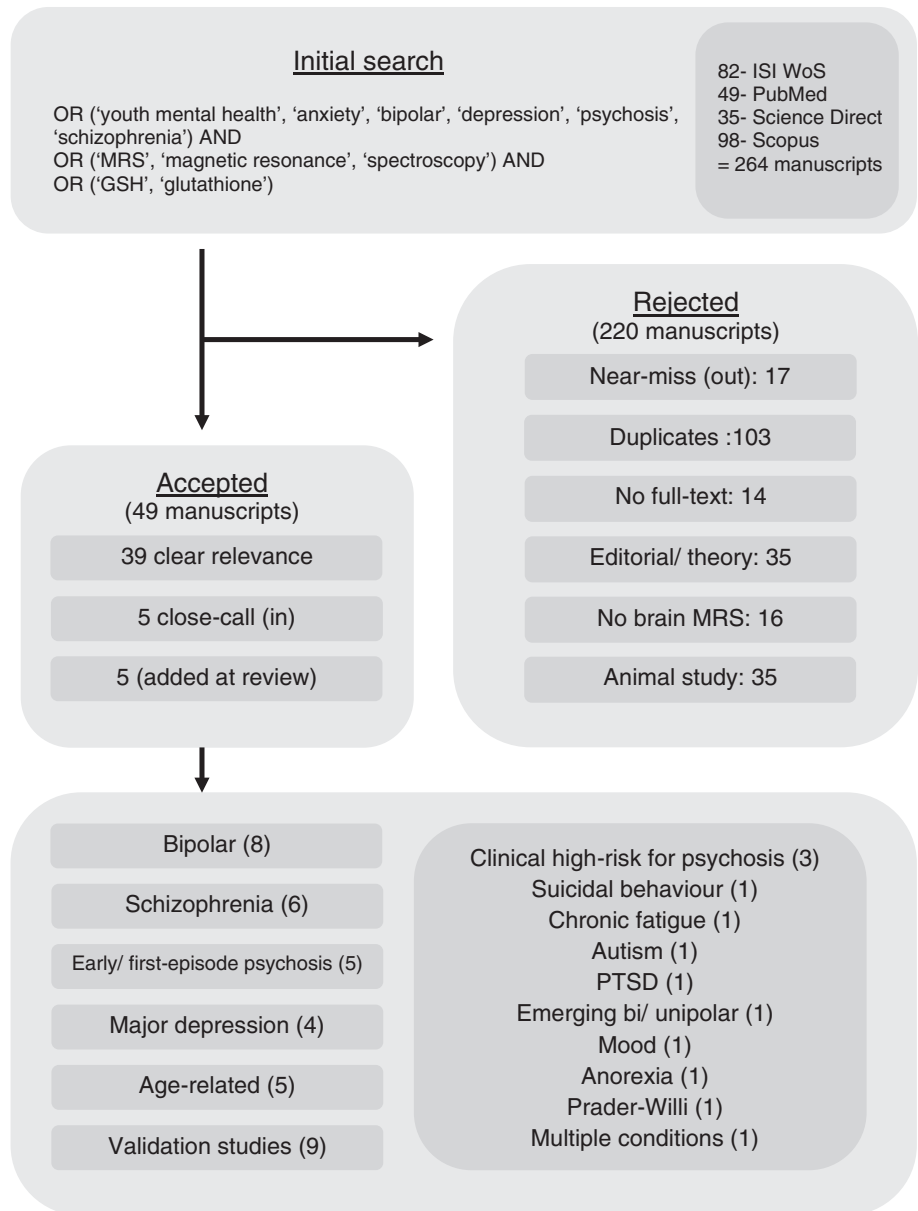 Initial search
OR (‘youth mental health’, ‘anxiety’, ‘bipolar’, ‘depression’, ‘psychosis’,
‘schizophrenia’) AND
OR (‘MRS’, ‘magnetic resonance’, ‘spectroscopy’) AND
OR (‘GSH’, ‘glutathione’)
82- ISI WoS
49- PubMed
35- Science Direct
98- Scopus
= 264 manuscripts
Rejected
(220 manuscripts)
Near-miss (out): 17
Duplicates :103
No full-text: 14
Editorial/ theory: 35
No brain MRS: 16
Animal study: 35
Accepted
(49 manuscripts)
39 clear relevance
5 close-call (in)
5 (added at review)
Bipolar (8)
Schizophrenia (6)
Early/ first-episode psychosis (5)
Major depression (4)
Age-related (5)
Validation studies (9)
Clinical high-risk for psychosis (3)
Suicidal behaviour (1)
Chronic fatigue (1)
Autism (1)
PTSD (1)
Emerging bi/ unipolar (1)
Mood (1)
Anorexia (1)
Prader-Willi (1)
Multiple conditions (1)